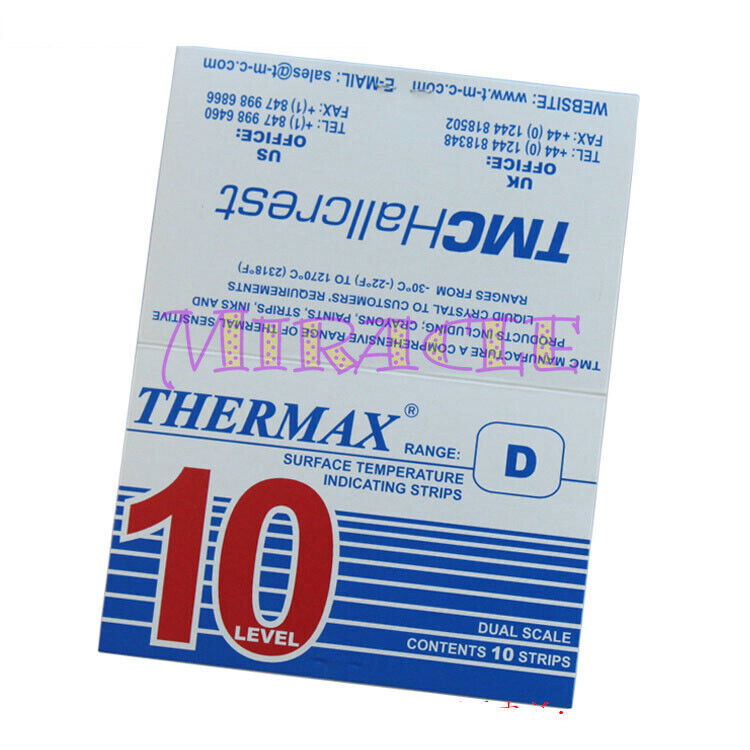 THERMAX®
RANGE: D
SURFACE TEMPERATURE
INDICATING STRIPS
10
LEVEL
DUAL SCALE
CONTENTS 10 STRIPS
Miracle
TMC MANUFACTURE A COMPREHENSIVE RANGE OF THERMAL SENSITIVE
PRODUCTS INCLUDING; CRAYONS, PAINTS, STRIPS, INKS AND
LIQUID CRYSTAL TO CUSTOMERS' REQUIREMENTS
RANGES FROM -30°C (-22°F) TO 1270°C (2318°F)
TMCHallcrest
UK
OFFICE:
TEL: +44 (0) 1244 818348
FAX: +44 (0) 1244 818502
US
OFFICE:
TEL: +(1) 847 998 6460
FAX: +(1) 847 998 6866
WEBSITE: www.t-m-c.com E-MAIL: sales@t-m-c.com